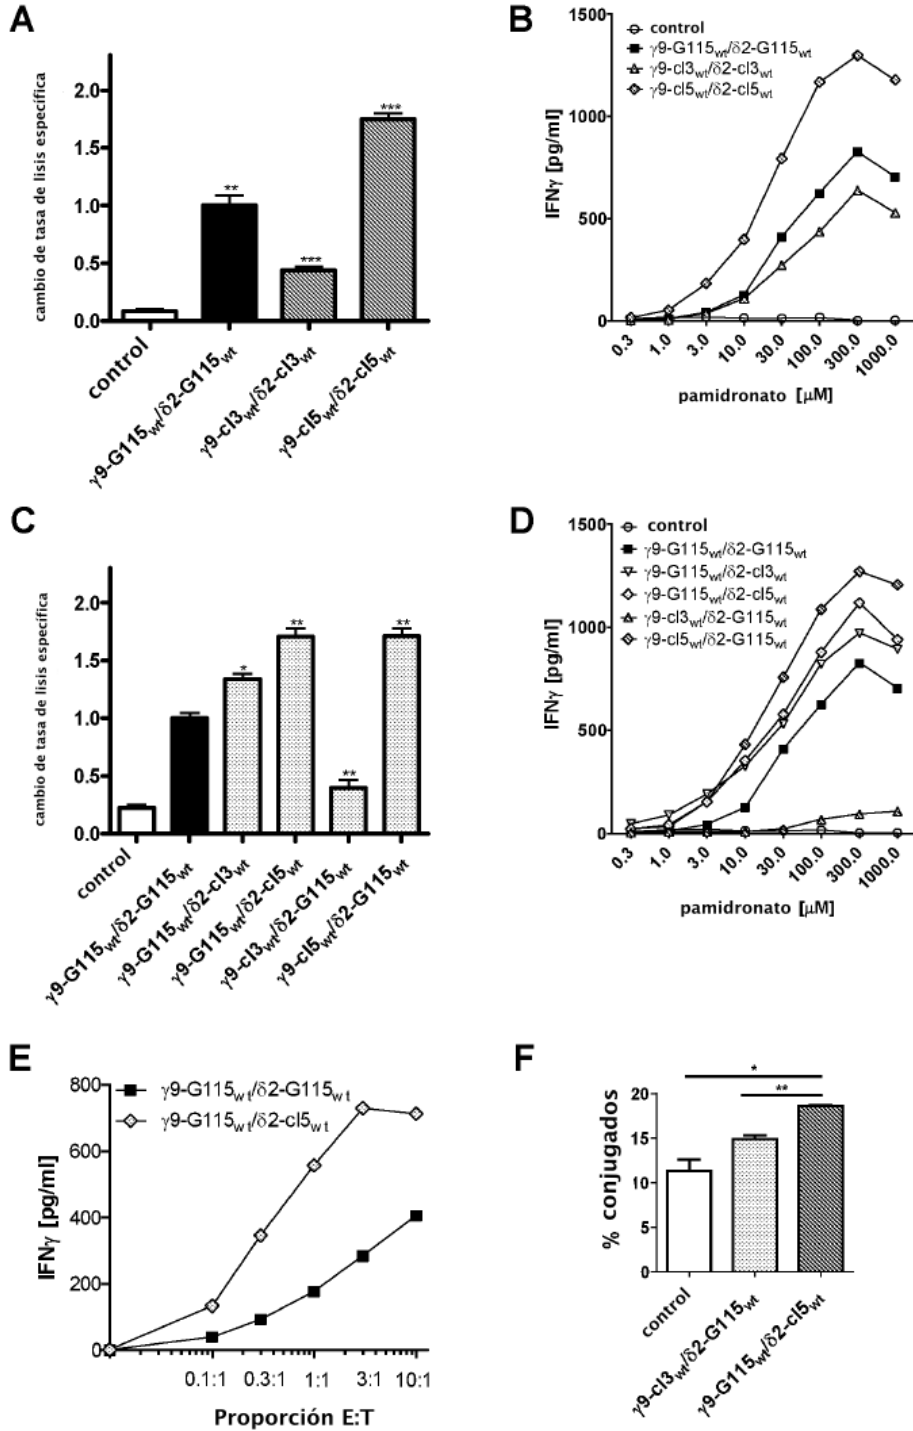 A
cambio de tasa de lisis específica
2.0
1.5
1.0
0.5
0.0
**
***
***
control
γ9-G115wt/δ2-G115wt
γ9-cl3wt/δ2-cl3wt
γ9-cl5wt/δ2-cl5wt
B
IFNγ [pg/ml]
1500
1000
500
0
control
γ9-G115wt/δ2-G115wt
γ9-cl3wt/δ2-cl3wt
γ9-cl5wt/δ2-cl5wt
0.3
1.0
3.0
10.0
30.0
100.0
300.0
1000.0
pamidronato [µM]
C
cambio de tasa de lisis específica
2.0
1.5
1.0
0.5
0.0
*
**
**
**
control
γ9-G115wt/δ2-G115wt
γ9-G115wt/δ2-cl3wt
γ9-G115wt/δ2-cl5wt
γ9-cl3wt/δ2-G115wt
γ9-cl5wt/δ2-G115wt
D
IFNγ [pg/ml]
1500
1000
500
0
control
γ9-G115wt/δ2-G115wt
γ9-G115wt/δ2-cl3wt
γ9-G115wt/δ2-cl5wt
γ9-cl3wt/δ2-G115wt
γ9-cl5wt/δ2-G115wt
0.3
1.0
3.0
10.0
30.0
100.0
300.0
1000.0
pamidronato [µM]
E
IFNγ [pg/ml]
800
600
400
200
0
γ9-G115wt/δ2-G115wt
γ9-G115wt/δ2-cl5wt
0.1:1
0.3:1
1:1
3:1
10:1
Proporción E:T
F
% conjugados
20
15
10
5
0
*
**
control
γ9-cl3wt/δ2-G115wt
γ9-G115wt/δ2-cl5wt